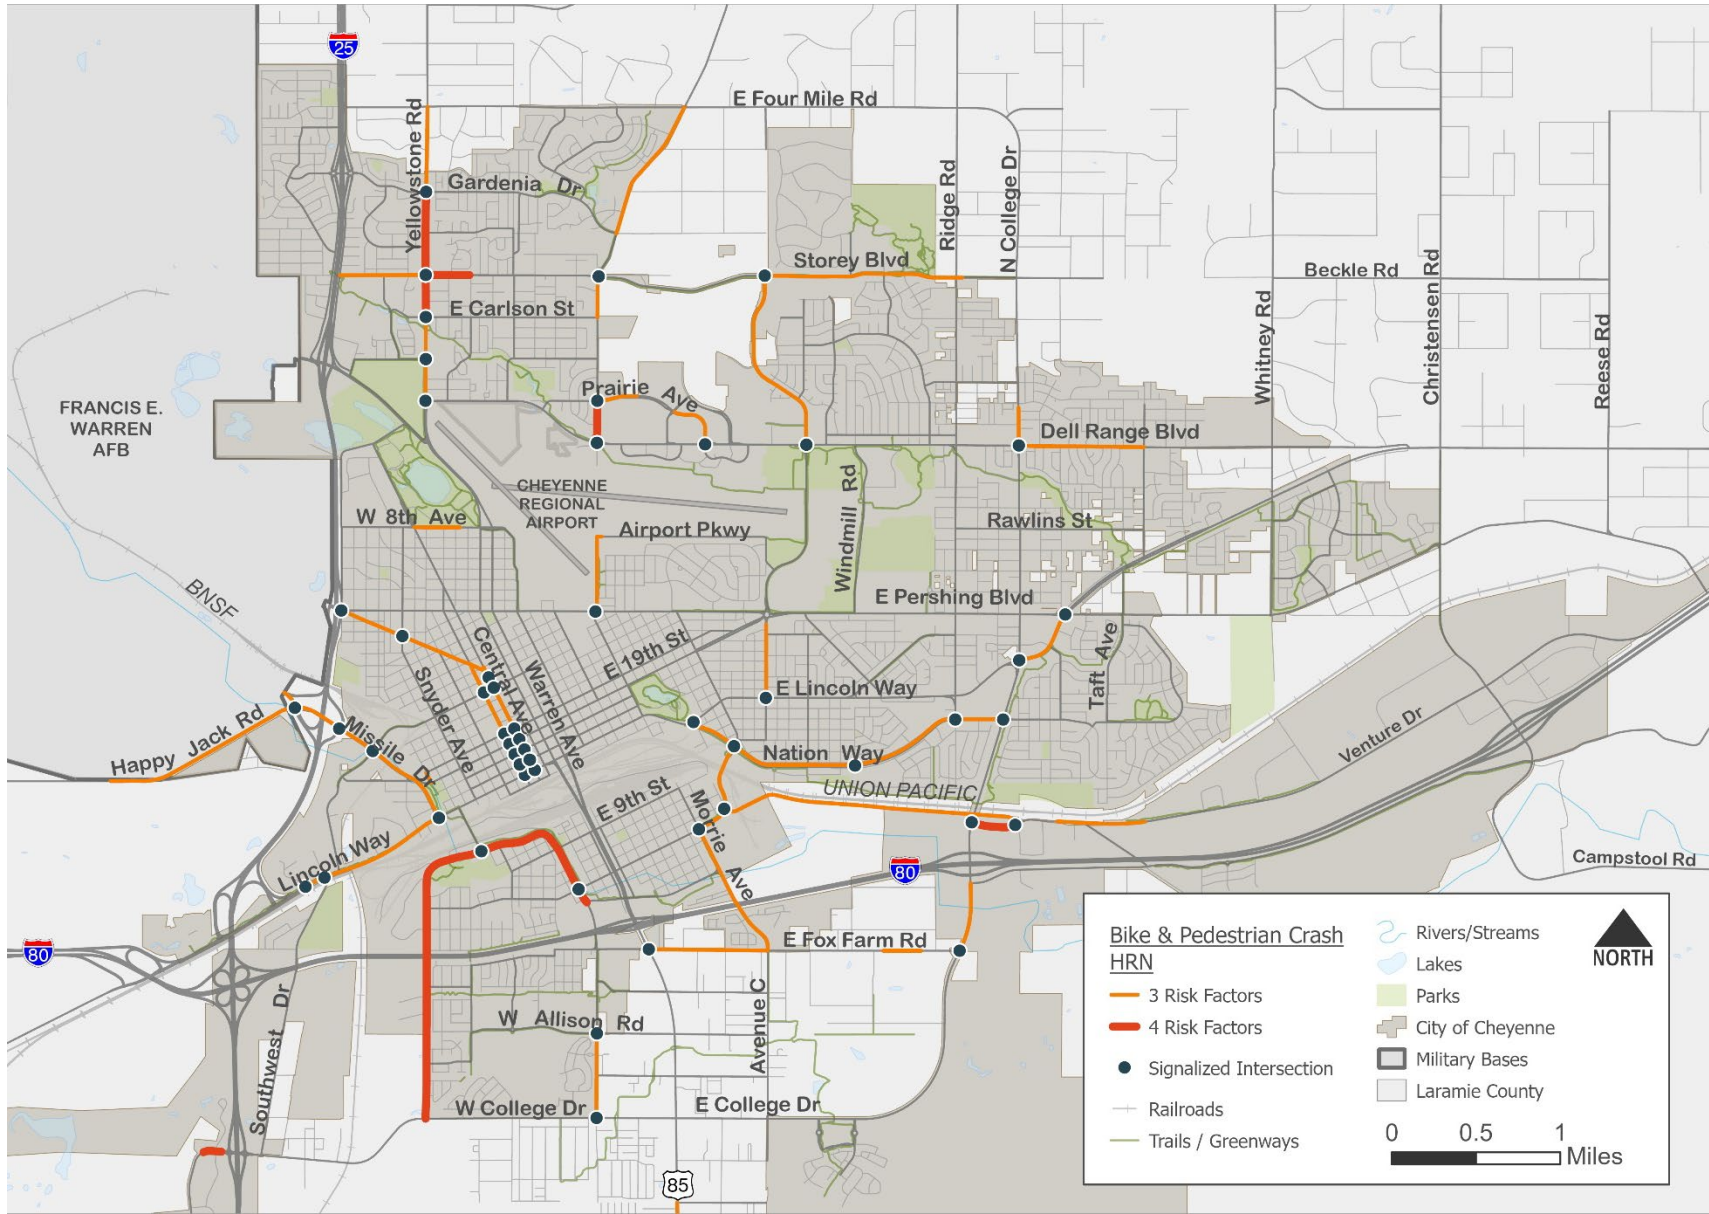 25
E Four Mile Rd
Yellowstone Rd
Gardenia Dr
Ridge Rd
N College Dr
Storey Blvd
Beckle Rd
Christensen Rd
Whitney Rd
Reese Rd
E Carlson St
Prairie Ave
FRANCIS E.
WARREN
AFB
Dell Range Blvd
CHEYENNE
REGIONAL
AIRPORT
W 8th Ave
Airport Pkwy
Windmill Rd
Rawlins St
BNSF
E Pershing Blvd
E 19th St
Central Ave
Warren Ave
Snyder Ave
Taft Ave
E Lincoln Way
Happy Jack Rd
Missile Dr
Nation Way
Venture Dr
UNION PACIFIC
E 9th St
Morrie Ave
Lincoln Way
80
Campstool Rd
80
E Fox Farm Rd
Southwest Dr
W Allison Rd
Avenue C
W College Dr
E College Dr
85
Bike & Pedestrian Crash
HRN
3 Risk Factors
4 Risk Factors
Signalized Intersection
Railroads
Trails / Greenways
Rivers/Streams
Lakes
Parks
City of Cheyenne
Military Bases
Laramie County
NORTH
0 0.5 1
Miles